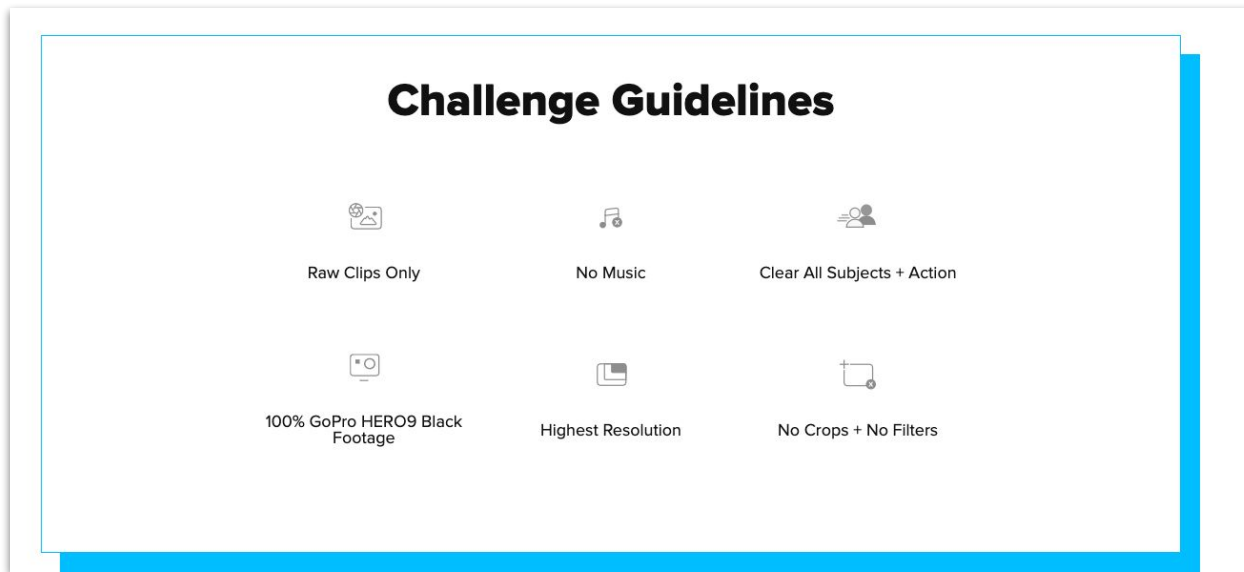 Challenge Guidelines
Raw Clips Only
No Music
Clear All Subjects + Action
100% GoPro HERO9 Black
Footage
Highest Resolution
No Crops + No Filters